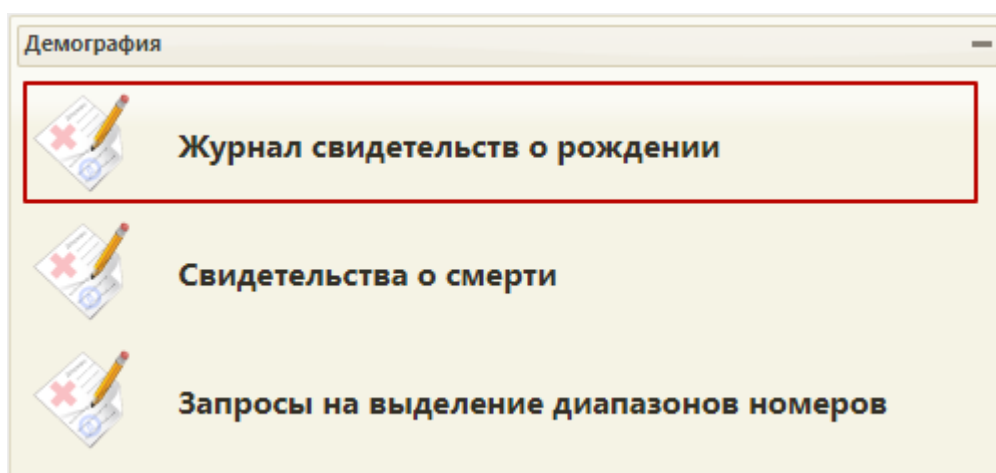 Демография
Журнал свидетельств о рождении
Свидетельства о смерти
Запросы на выделение диапазонов номеров